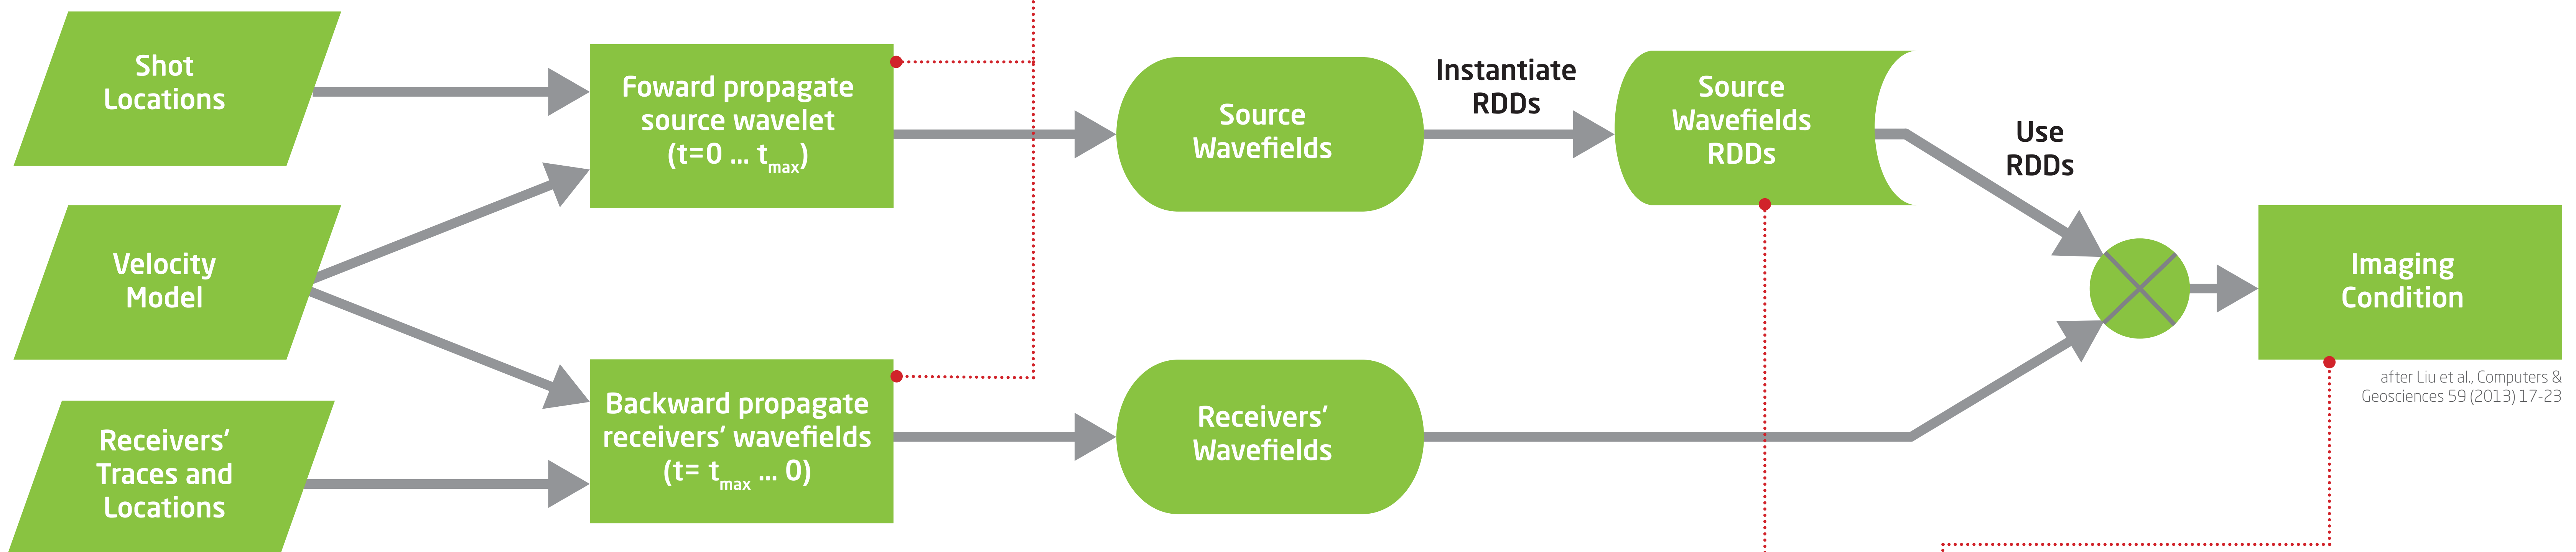 Shot
Locations
Velocity
Model
Receivers’
Traces and
Locations
Foward propagate
source wavelet
(t=0 ... tmax)
Backward propagate
receivers’ wavefields
(t= tmax ... 0)
Source
Wavefields
Receivers’
Wavefields
Instantiate
RDDs
Source
Wavefields
RDDs
Use
RDDs
Imaging
Condition
after Liu et al., Computers &
Geosciences 59 (2013) 17-23